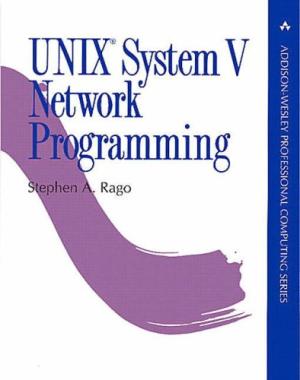 UNIX® System V
Network
Programming
Stephen A. Rago
ADDISON-WESLEY PROFESSIONAL COMPUTING SERIES